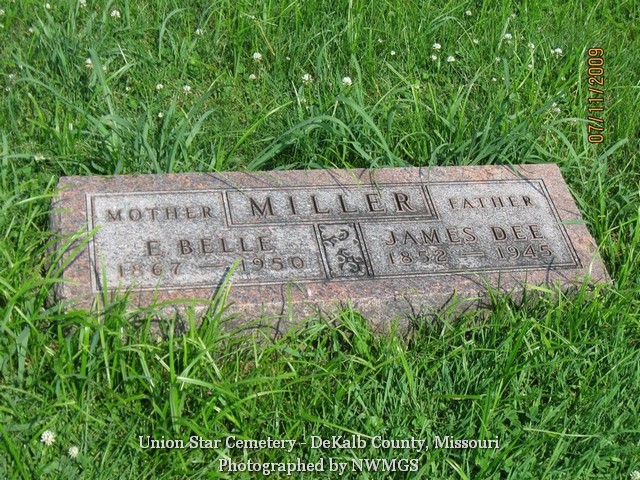 07/11/2009
MILLER
MOTHER
E. BELLE
1867 — 1950
FATHER
JAMES DEE
1852 — 1945
Union Star Cemetery - DeKalb County, Missouri
Photographed by NWMGS